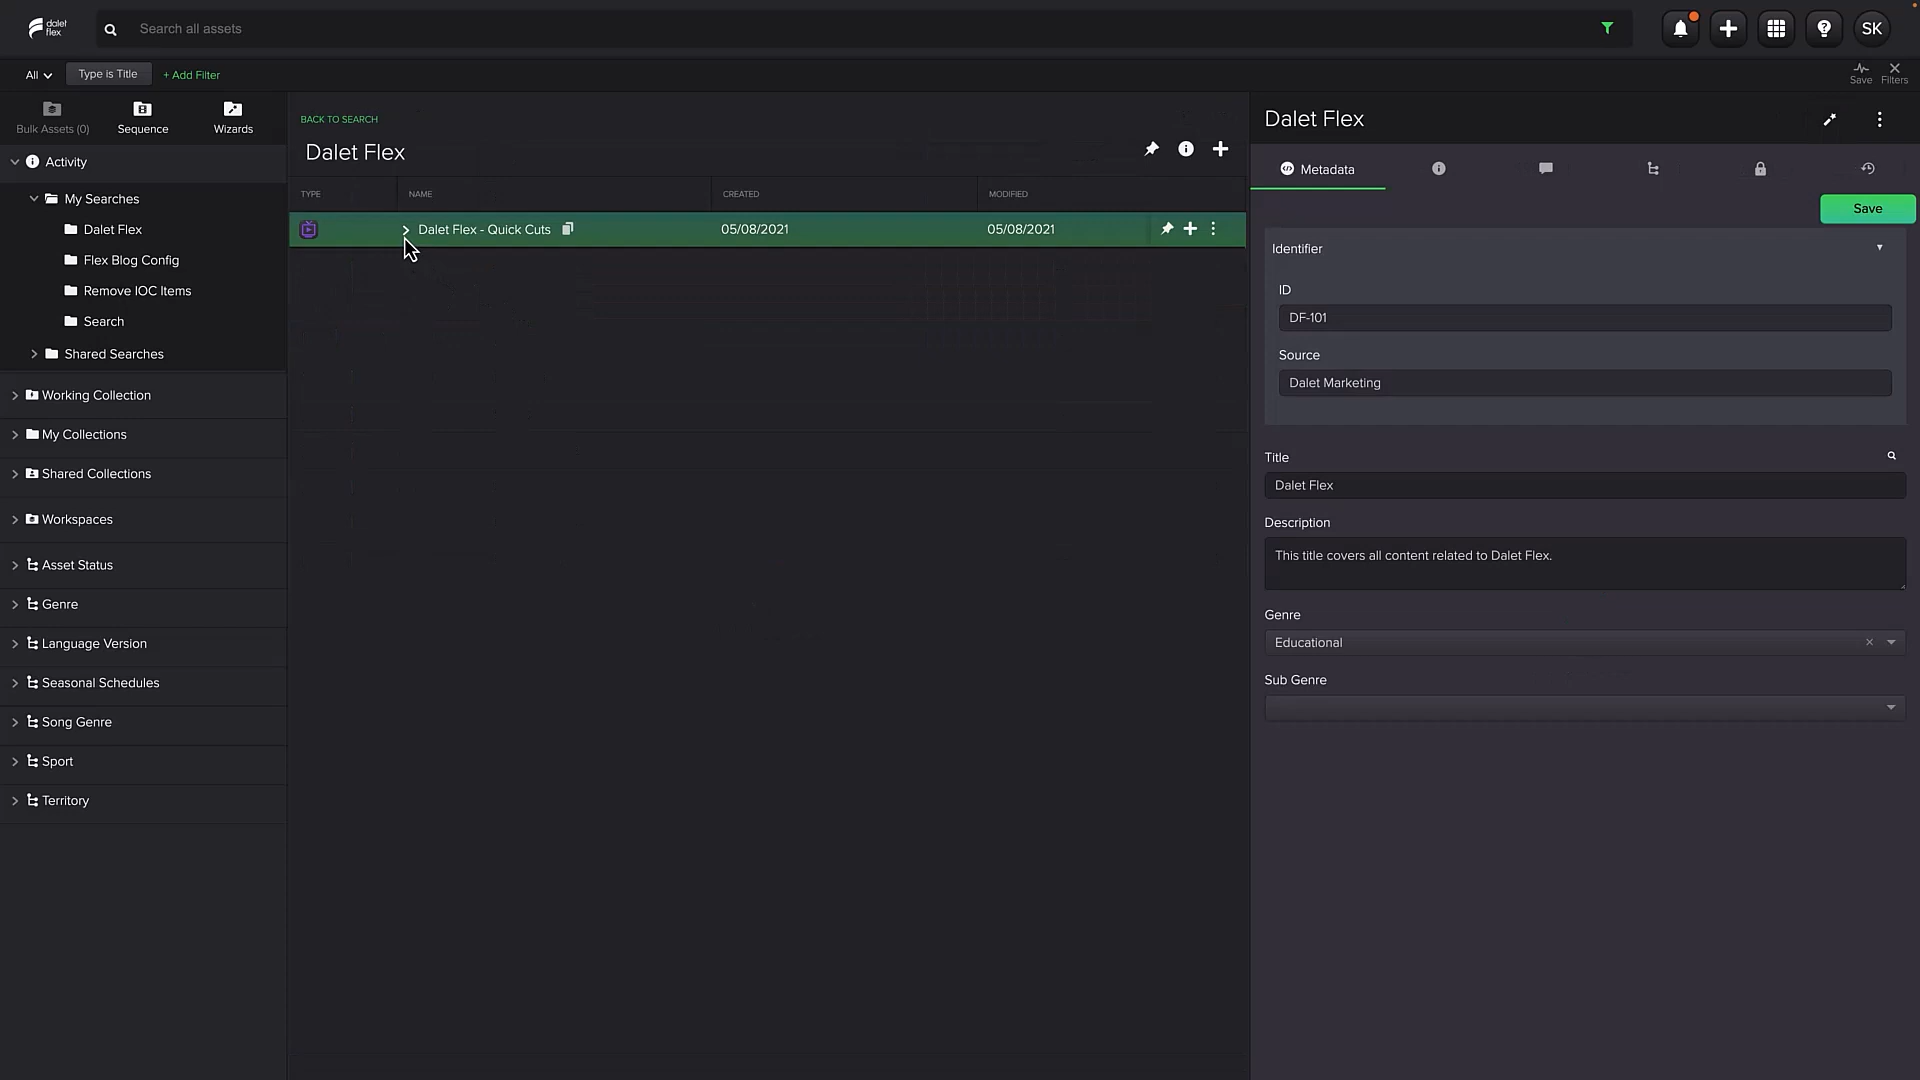 dalet
flex
Search all assets
SK
All
Type is Title
+ Add Filter
Save
Filters
Bulk Assets (0)
Sequence
Wizards
Activity
My Searches
Dalet Flex
Flex Blog Config
Remove IOC Items
Search
Shared Searches
Working Collection
My Collections
Shared Collections
Workspaces
Asset Status
Genre
Language Version
Seasonal Schedules
Song Genre
Sport
Territory
BACK TO SEARCH
Dalet Flex
TYPE NAME CREATED MODIFIED
Dalet Flex - Quick Cuts 05/08/2021 05/08/2021
Dalet Flex
Metadata
Save
Identifier
ID
DF-101
Source
Dalet Marketing
Title
Dalet Flex
Description
This title covers all content related to Dalet Flex.
Genre
Educational
Sub Genre